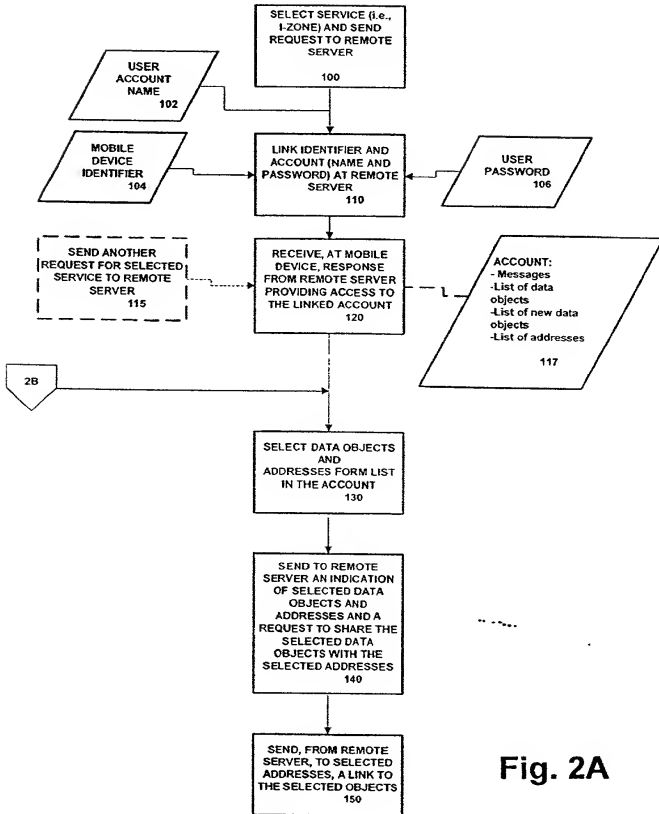 SELECT SERVICE (i.e.,
I-ZONE) AND SEND
REQUEST TO REMOTE
SERVER
100
USER
ACCOUNT
NAME
102
MOBILE
DEVICE
IDENTIFIER
104
LINK IDENTIFIER AND
ACCOUNT (NAME AND
PASSWORD) AT REMOTE
SERVER
110
USER
PASSWORD
106
SEND ANOTHER
REQUEST FOR SELECTED
SERVICE TO REMOTE
SERVER
115
RECEIVE, AT MOBILE
DEVICE, RESPONSE
FROM REMOTE SERVER
PROVIDING ACCESS TO
THE LINKED ACCOUNT
120
ACCOUNT:
- Messages
-List of data
objects
-List of new data
objects
-List of addresses
117
2B
SELECT DATA OBJECTS
AND
ADDRESSES FORM LIST
IN THE ACCOUNT
130
SEND TO REMOTE
SERVER AN INDICATION
OF SELECTED DATA
OBJECTS AND
ADDRESSES AND A
REQUEST TO SHARE THE
SELECTED DATA
OBJECTS WITH THE
SELECTED ADDRESSES
140
SEND, FROM REMOTE
SERVER, TO SELECTED
ADDRESSES, A LINK TO
THE SELECTED OBJECTS
150
Fig. 2A